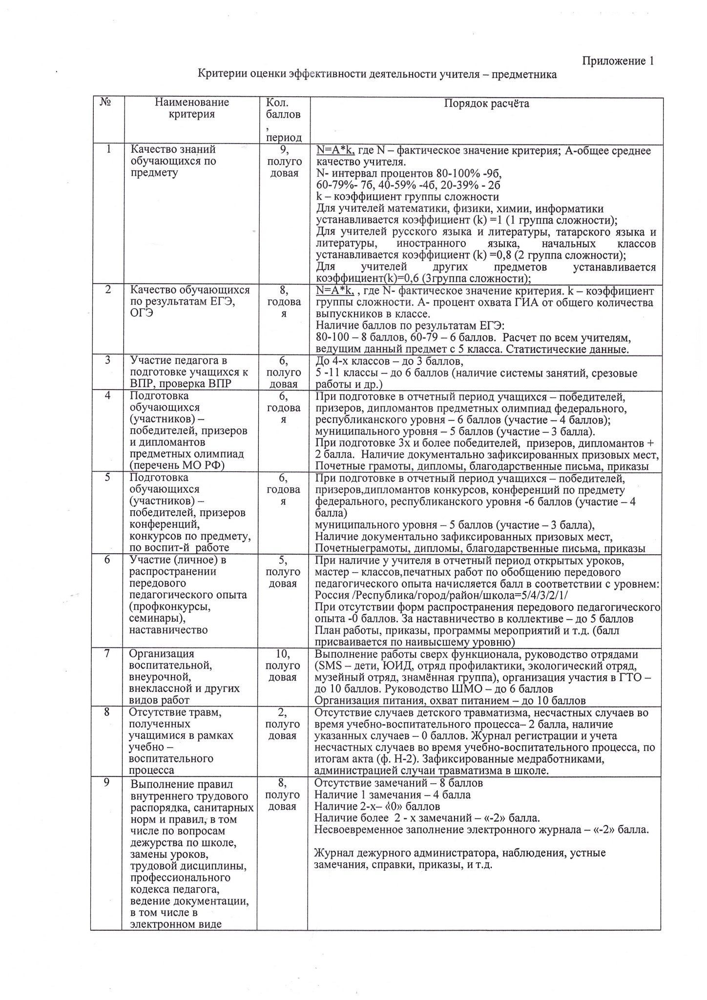 Приложение 1
Критерии оценки эффективности деятельности учителя – предметника
№
Наименование
критерия
Кол.
баллов
,
период
Порядок расчёта
1
Качество знаний
обучающихся по
предмету
9,
полуго
довая
N=A*k, где N – фактическое значение критерия; А-общее среднее
качество учителя.
N- интервал процентов 80-100% -9б,
60-79%- 7б, 40-59% -4б, 20-39% - 2б
k – коэффициент группы сложности
Для учителей математики, физики, химии, информатики
устанавливается коэффициент (k) =1 (1 группа сложности);
Для учителей русского языка и литературы, татарского языка и
литературы, иностранного языка, начальных классов
устанавливается коэффициент (k) =0,8 (2 группа сложности);
Для учителей других предметов устанавливается
коэффициент(k)=0,6 (3группа сложности);
2
Качество обучающихся
по результатам ЕГЭ,
ОГЭ
8,
годова
я
N=A*k, , где N- фактическое значение критерия. k – коэффициент
группы сложности. А- процент охвата ГИА от общего количества
выпускников в классе.
Наличие баллов по результатам ЕГЭ:
80-100 – 8 баллов, 60-79 – 6 баллов. Расчет по всем учителям,
ведущим данный предмет с 5 класса. Статистические данные.
3
Участие педагога в
подготовке учащихся к
ВПР, проверка ВПР
6,
полуго
довая
До 4-х классов – до 3 баллов,
5 -11 классы – до 6 баллов (наличие системы занятий, срезовые
работы и др.)
4
Подготовка
обучающихся
(участников) –
победителей, призеров
и дипломантов
предметных олимпиад
(перечень МО РФ)
6,
годова
я
При подготовке в отчетный период учащихся – победителей,
призеров, дипломантов предметных олимпиад федерального,
республиканского уровня – 6 баллов (участие – 4 баллов);
муниципального уровня – 5 баллов (участие – 3 балла).
При подготовке 3х и более победителей, призеров, дипломантов +
2 балла. Наличие документально зафиксированных призовых мест,
Почетные грамоты, дипломы, благодарственные письма, приказы
5
Подготовка
обучающихся
(участников) –
победителей, призеров
конференций,
конкурсов по предмету,
по воспит-й работе
6,
годова
я
При подготовке в отчетный период учащихся – победителей,
призеров,дипломантов конкурсов, конференций по предмету
федерального, республиканского уровня -6 баллов (участие – 4
балла)
муниципального уровня – 5 баллов (участие – 3 балла),
Наличие документально зафиксированных призовых мест,
Почетныеграмоты, дипломы, благодарственные письма, приказы
6
Участие (личное) в
распространении
передового
педагогического опыта
(профконкурсы,
семинары),
наставничество
5,
полуго
довая
При наличие у учителя в отчетный период открытых уроков,
мастер – классов,печатных работ по обобщению передового
педагогического опыта начисляется балл в соответствии с уровнем:
Россия /Республика/город/район/школа=5/4/3/2/1/
При отсутствии форм распространения передового педагогического
опыта -0 баллов. За наставничество в коллективе – до 5 баллов
План работы, приказы, программы мероприятий и т.д. (балл
присваивается по наивысшему уровню)
7
Организация
воспитательной,
внеурочной,
внеклассной и других
видов работ
10,
полуго
довая
Выполнение работы сверх функционала, руководство отрядами
(SMS – дети, ЮИД, отряд профилактики, экологический отряд,
музейный отряд, знамённая группа), организация участия в ГТО –
до 10 баллов. Руководство ШМО – до 6 баллов
Организация питания, охват питанием – до 10 баллов
8
Отсутствие травм,
полученных
учащимися в рамках
учебно –
воспитательного
процесса
2,
полуго
довая
Отсутствие случаев детского травматизма, несчастных случаев во
время учебно-воспитательного процесса– 2 балла, наличие
указанных случаев – 0 баллов. Журнал регистрации и учета
несчастных случаев во время учебно-воспитательного процесса, по
итогам акта (ф. Н-2). Зафиксированные медработниками,
администрацией случаи травматизма в школе.
9
Выполнение правил
внутреннего трудового
распорядка, санитарных
норм и правил, в том
числе по вопросам
дежурства по школе,
замены уроков,
трудовой дисциплины,
профессионального
кодекса педагога,
ведение документации,
в том числе в
электронном виде
8,
полуго
довая
Отсутствие замечаний – 8 баллов
Наличие 1 замечания – 4 балла
Наличие 2-х– «0» баллов
Наличие более 2 - х замечаний – «-2» балла.
Несвоевременное заполнение электронного журнала – «-2» балла.
Журнал дежурного администратора, наблюдения, устные
замечания, справки, приказы, и т.д.